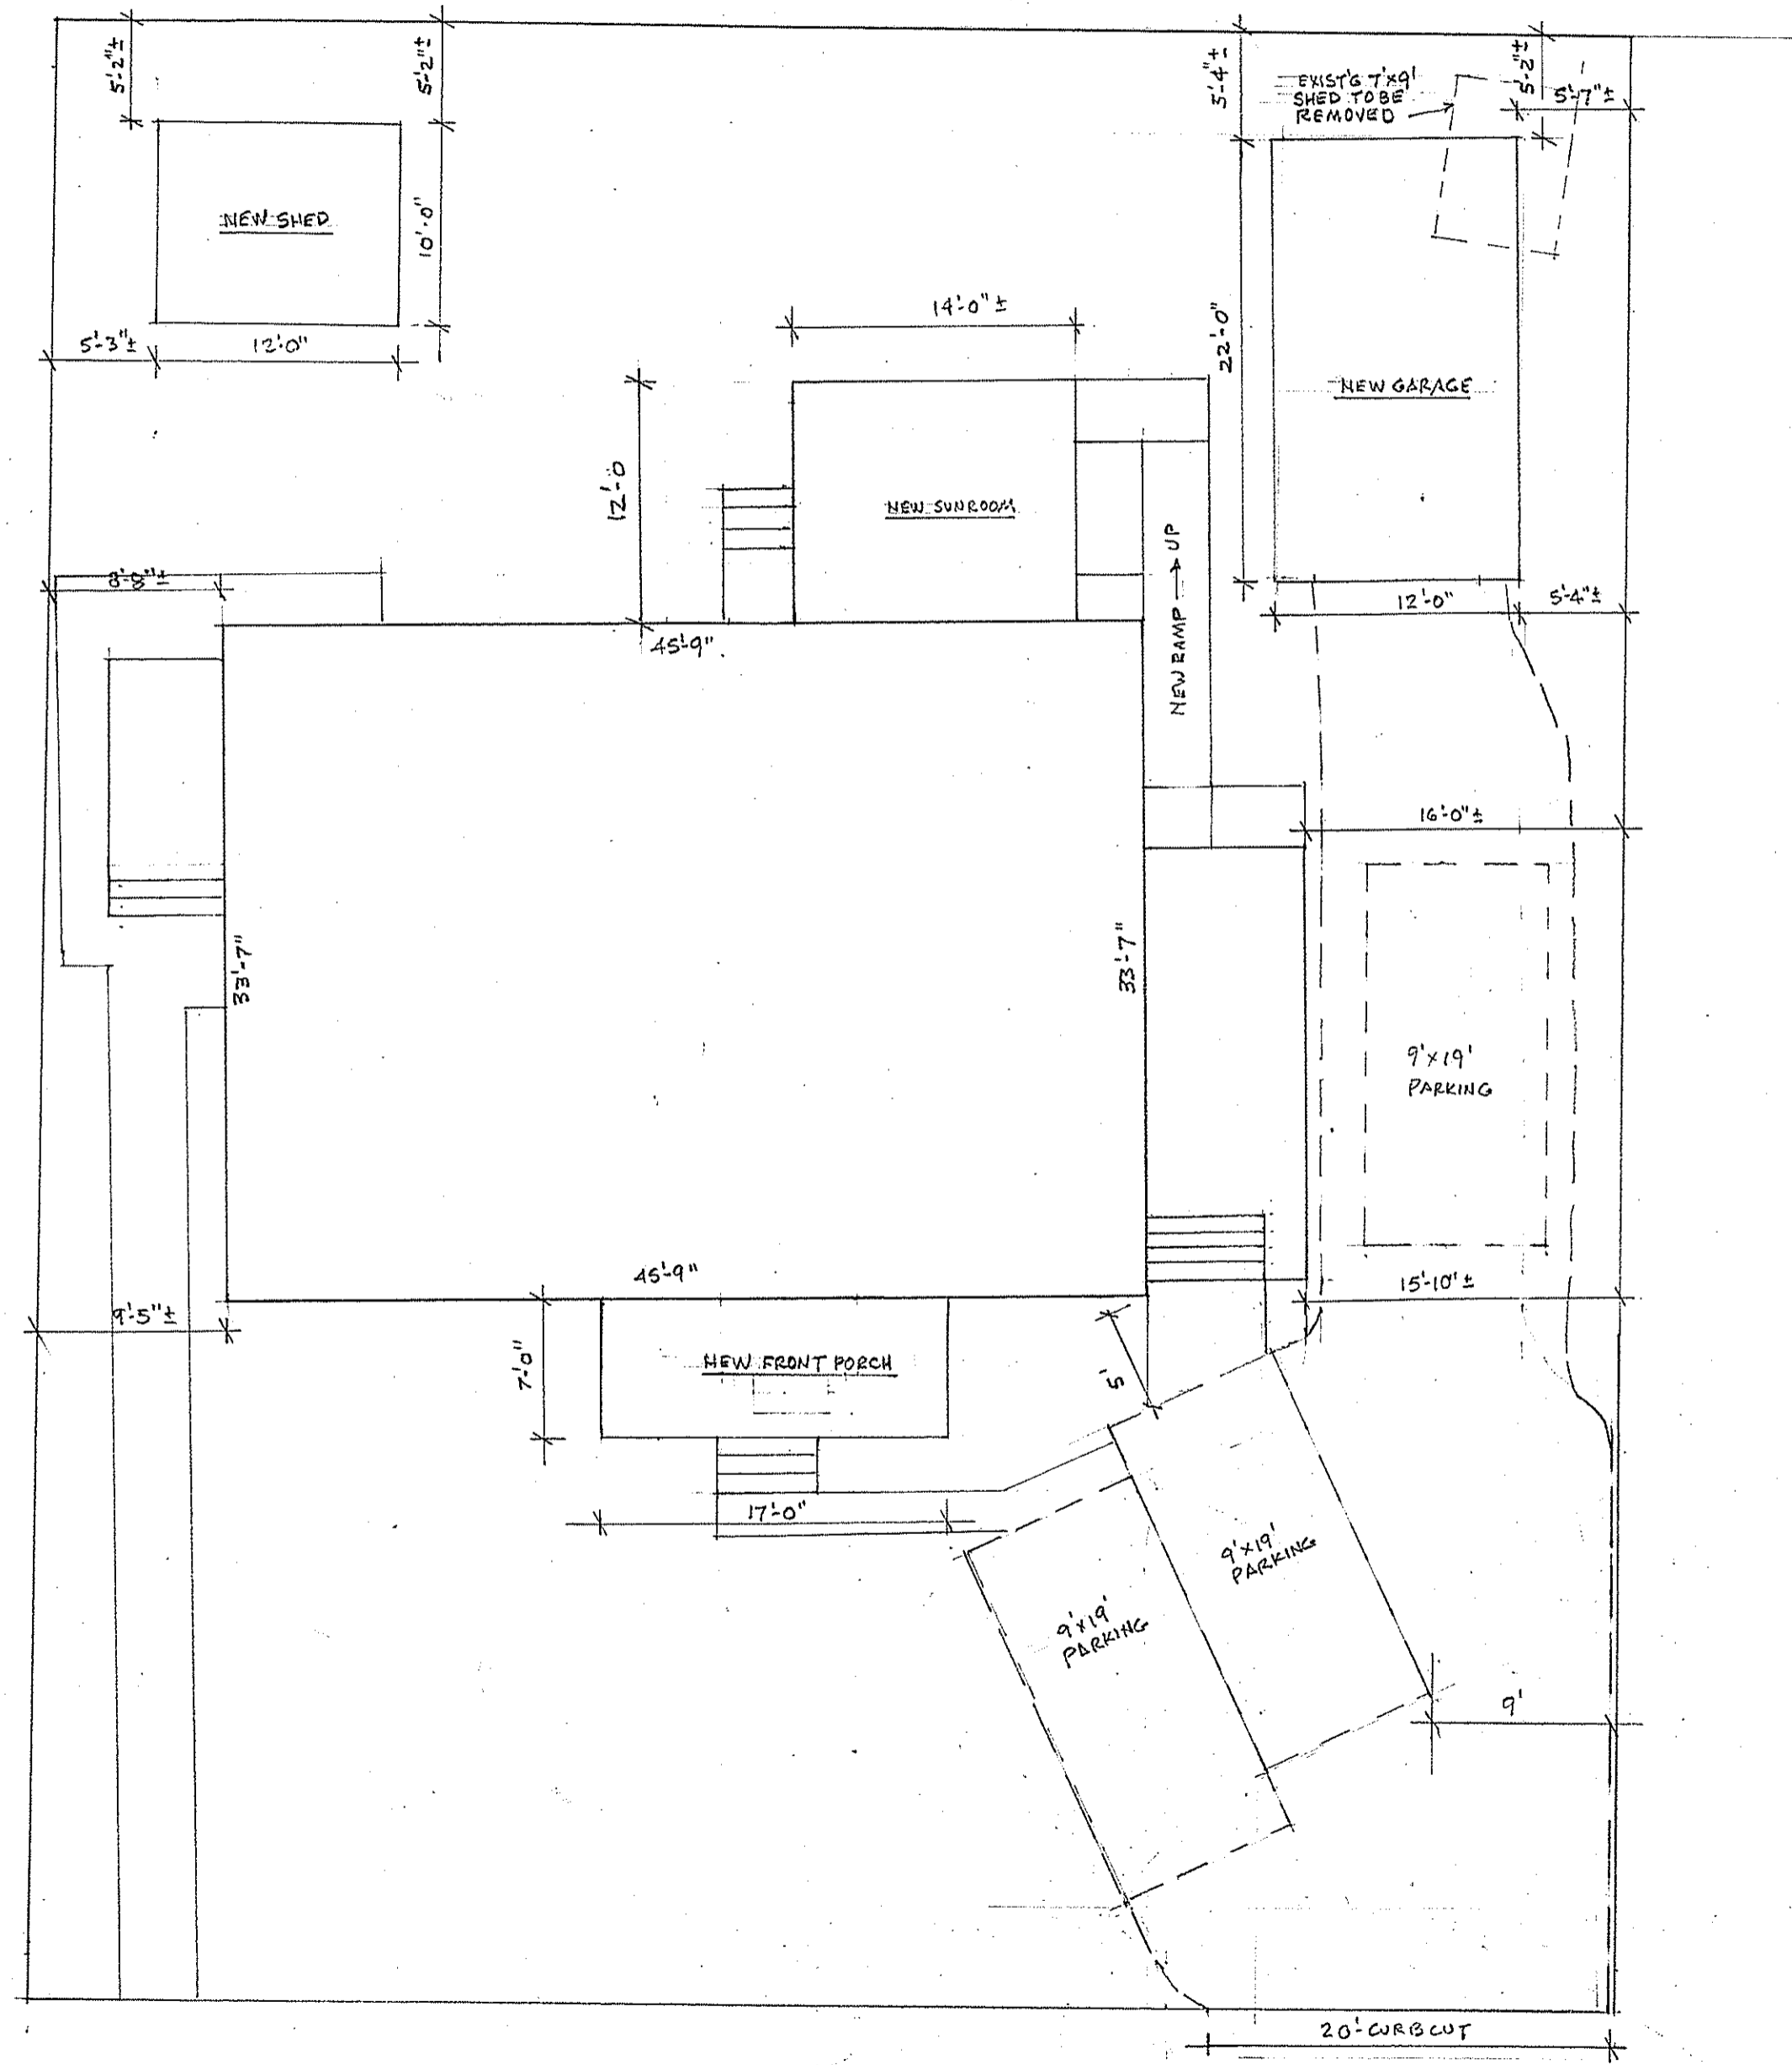 5'-2"±
5'-2"±
5'-4"±
EXIST'G 7'x9'
SHED TO BE
REMOVED
5'-2"±
5'-7"±
NEW SHED
10'-0"
5'-3"±
12'-0"
14'-0"±
22'-0"
NEW GARAGE
12'-0
NEW SUNROOM
NEW RAMP → UP
8'-8"±
12'-0"
5'-4"±
45'-9"
16'-0"±
33'-7"
33'-7"
9'x19'
PARKING
45'-9"
15'-10"±
9'-5"±
7'-0"
NEW FRONT PORCH
5'
17'-0"
9'x19'
PARKING
9'x19'
PARKING
9'
20'-CURB CUT